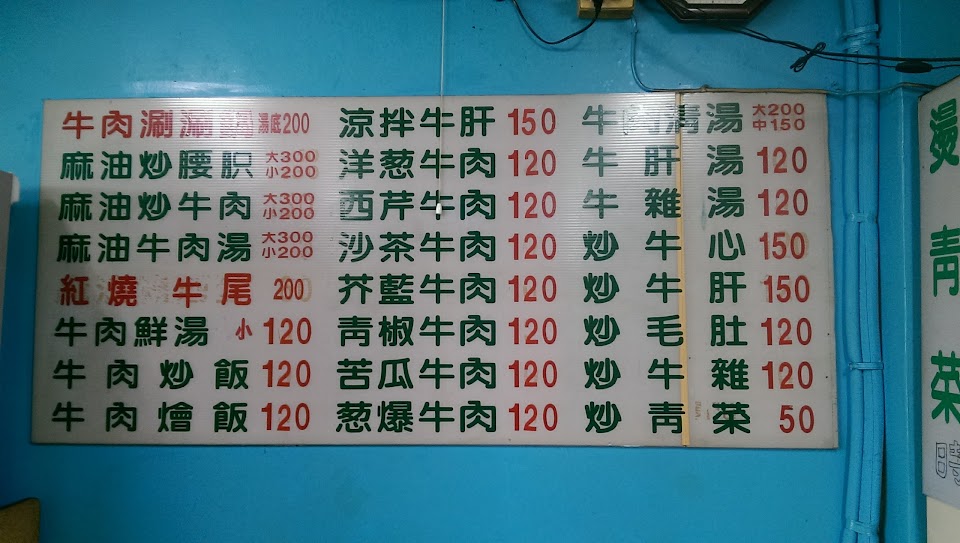 牛肉涮涮鍋 湯底200
麻油炒腰只 大300 小200
麻油炒牛肉 大300 小200
麻油牛肉湯 大300 小200
紅燒牛尾 200
牛肉鮮湯 小 120
牛肉炒飯 120
牛肉燴飯 120
涼拌牛肝 150
洋葱牛肉 120
西芹牛肉 120
沙茶牛肉 120
芥藍牛肉 120
青椒牛肉 120
苦瓜牛肉 120
葱爆牛肉 120
牛肉清湯 大200 中150
牛肝湯 120
牛雜湯 120
炒牛心 150
炒牛肝 150
炒毛肚 120
炒牛雜 120
炒青菜 50
燙青菜